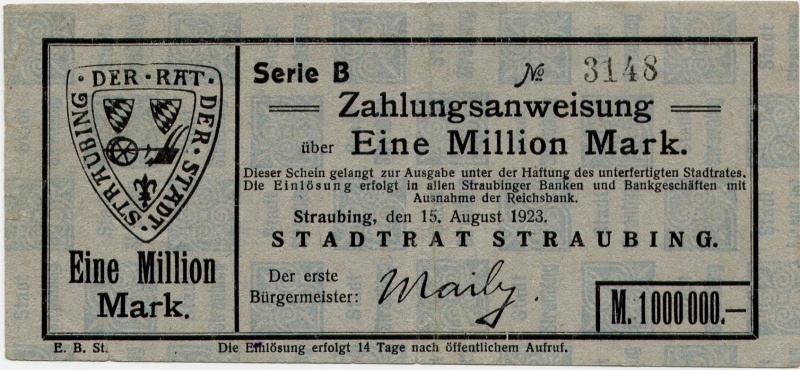 DER · RAT · DER · STADT · STRAUBING ·
Eine Million
Mark.
Serie B
№ 3148
Zahlungsanweisung
über Eine Million Mark.
Dieser Schein gelangt zur Ausgabe unter der Haftung des unterfertigten Stadtrates.
Die Einlösung erfolgt in allen Straubinger Banken und Bankgeschäften mit
Ausnahme der Reichsbank.
Straubing, den 15. August 1923.
STADTRAT STRAUBING.
Der erste
Bürgermeister:
M. 1000000.—
E. B. St.
Die Einlösung erfolgt 14 Tage nach öffentlichem Aufruf.